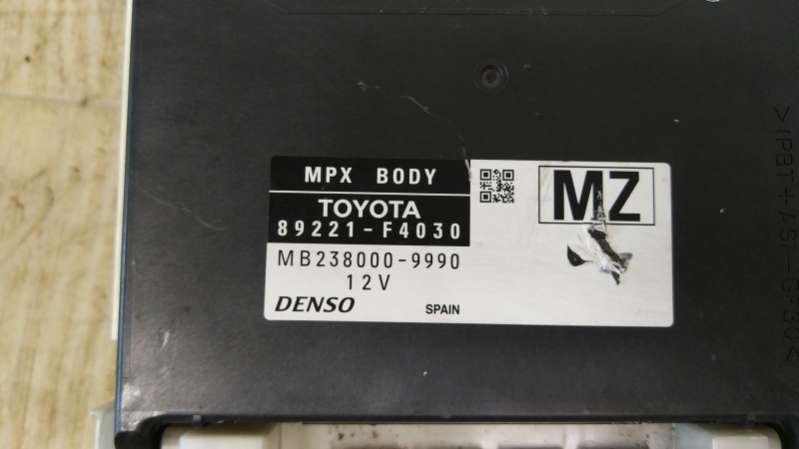 MPX BODY
TOYOTA
89221-F4030
MB238000-9990
12V
DENSO
SPAIN
MZ